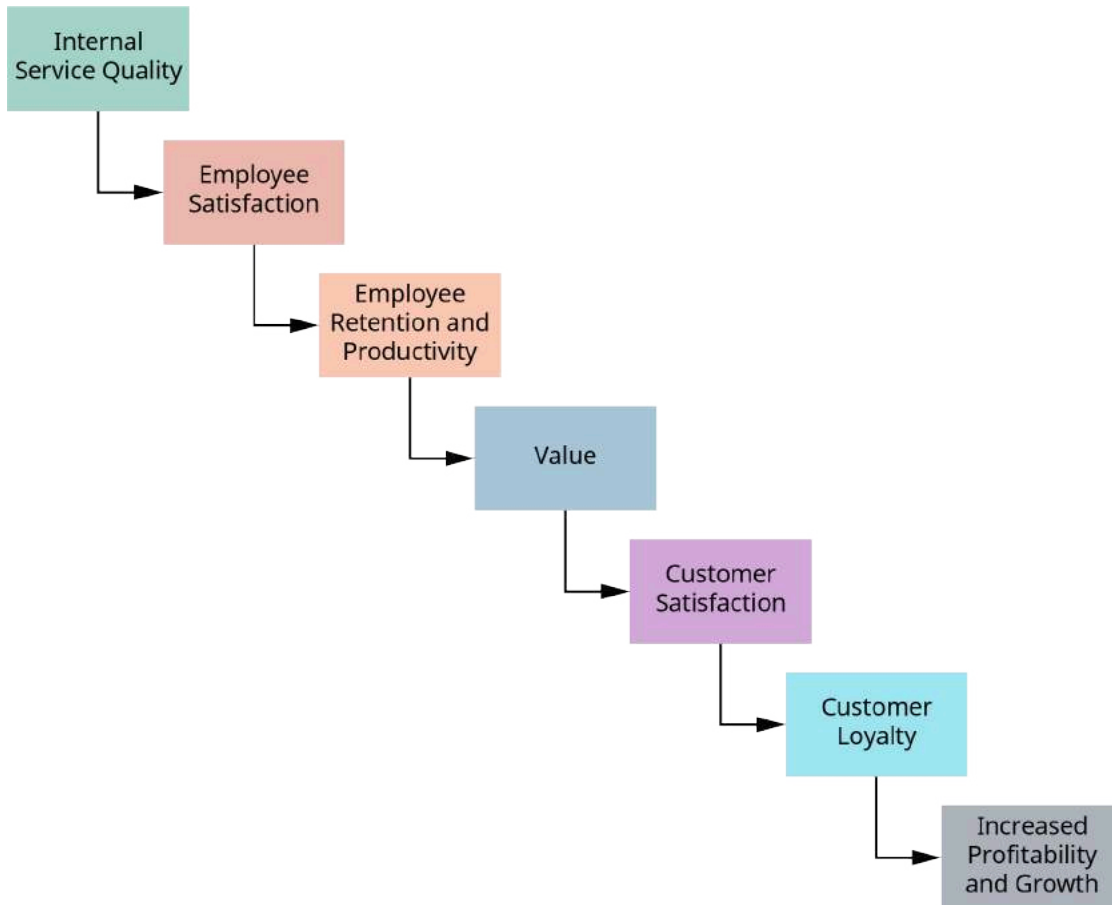 Internal
Service Quality
Employee
Satisfaction
Employee
Retention and
Productivity
Value
Customer
Satisfaction
Customer
Loyalty
Increased
Profitability
and Growth